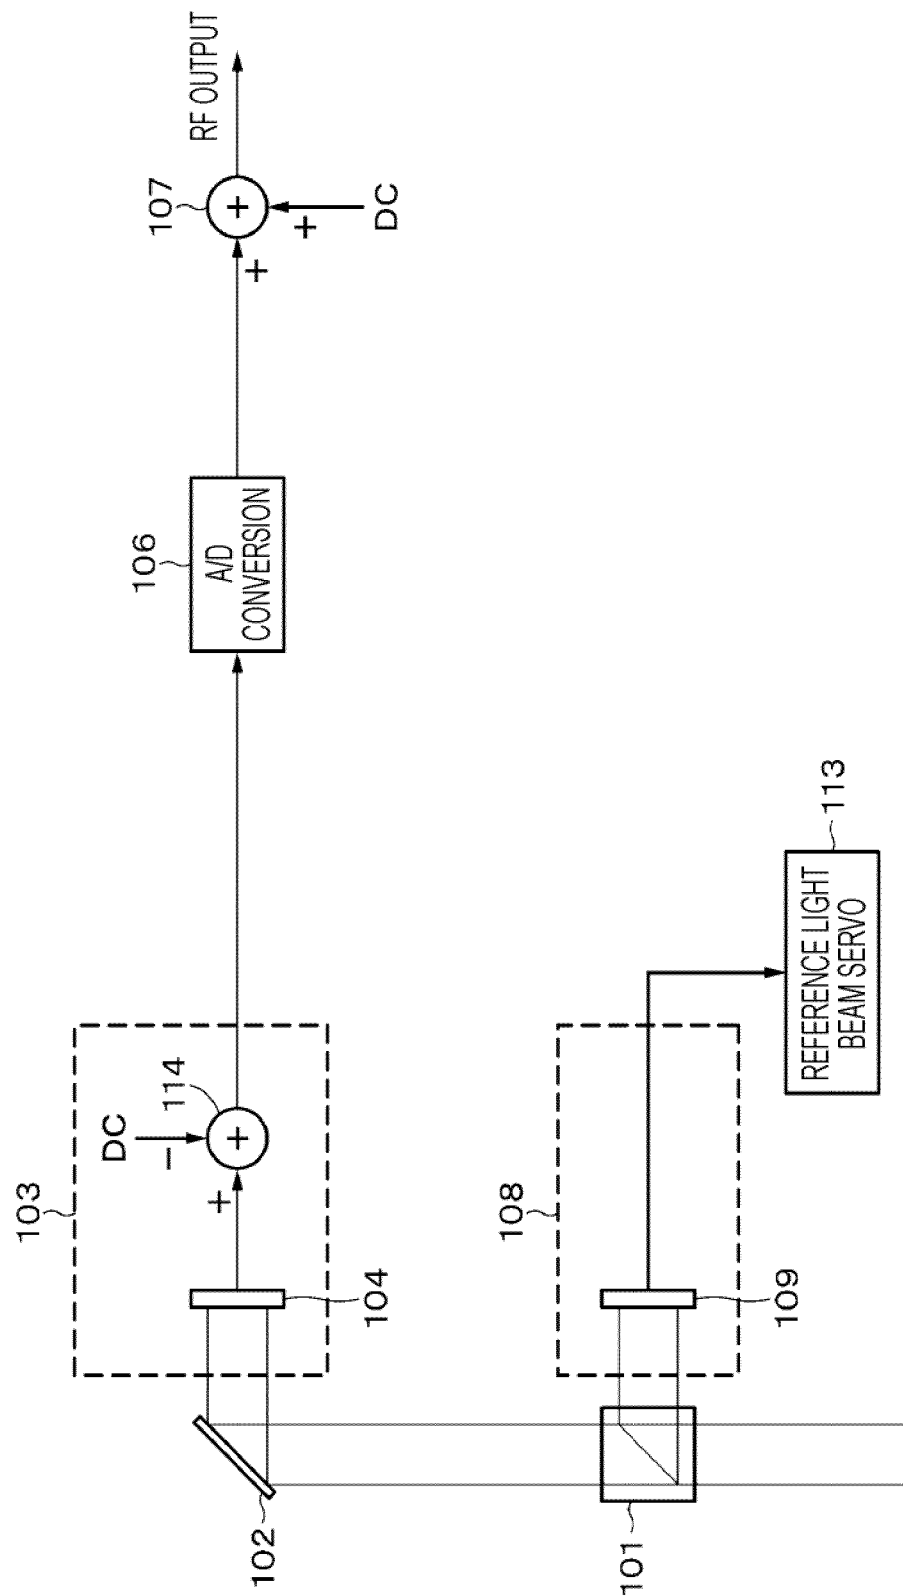 103
DC
−
114
+
+
104
102
106
A/D
CONVERSION
107
+
+
+
DC
RF OUTPUT
101
108
109
REFERENCE LIGHT
BEAM SERVO
113